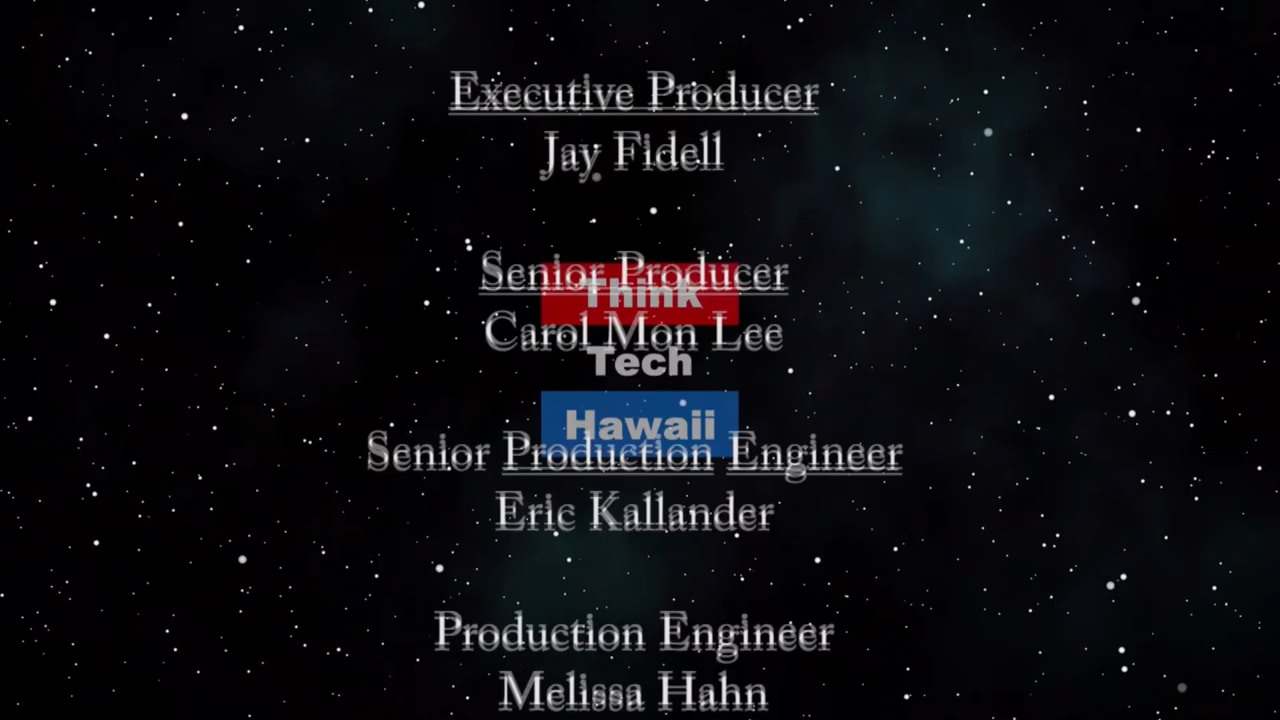 Executive Producer
Jay Fidell
Senior Producer
Think
Carol Mon Lee
Tech
Hawaii
Senior Production Engineer
Eric Kallander
Production Engineer
Melissa Hahn